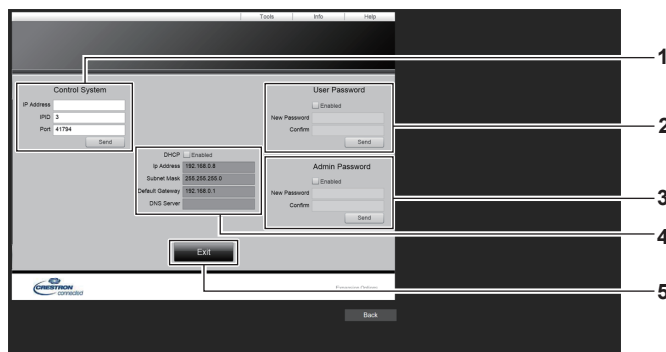 Tools Info Help
1
Control System
IP Address
IPID 3
Port 41794
Send
User Password
Enabled
New Password
Confirm
Send
2
DHCP Enabled
Ip Address 192.168.0.8
Subnet Mask 255.255.255.0
Default Gateway 192.168.0.1
DNS Server
Admin Password
Enabled
New Password
Confirm
Send
3
4
Exit
5
CRESTRON
connected
Expansion Options
Back